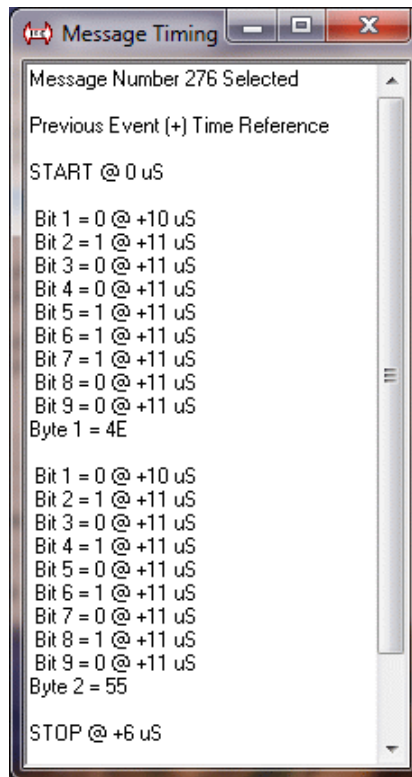 Message Timing
Message Number 276 Selected
Previous Event (+) Time Reference
START @ 0 uS
Bit 1 = 0 @ +10 uS
Bit 2 = 1 @ +11 uS
Bit 3 = 0 @ +11 uS
Bit 4 = 0 @ +11 uS
Bit 5 = 1 @ +11 uS
Bit 6 = 1 @ +11 uS
Bit 7 = 1 @ +11 uS
Bit 8 = 0 @ +11 uS
Bit 9 = 0 @ +11 uS
Byte 1 = 4E
Bit 1 = 0 @ +10 uS
Bit 2 = 1 @ +11 uS
Bit 3 = 0 @ +11 uS
Bit 4 = 1 @ +11 uS
Bit 5 = 0 @ +11 uS
Bit 6 = 1 @ +11 uS
Bit 7 = 0 @ +11 uS
Bit 8 = 1 @ +11 uS
Bit 9 = 0 @ +11 uS
Byte 2 = 55
STOP @ +6 uS